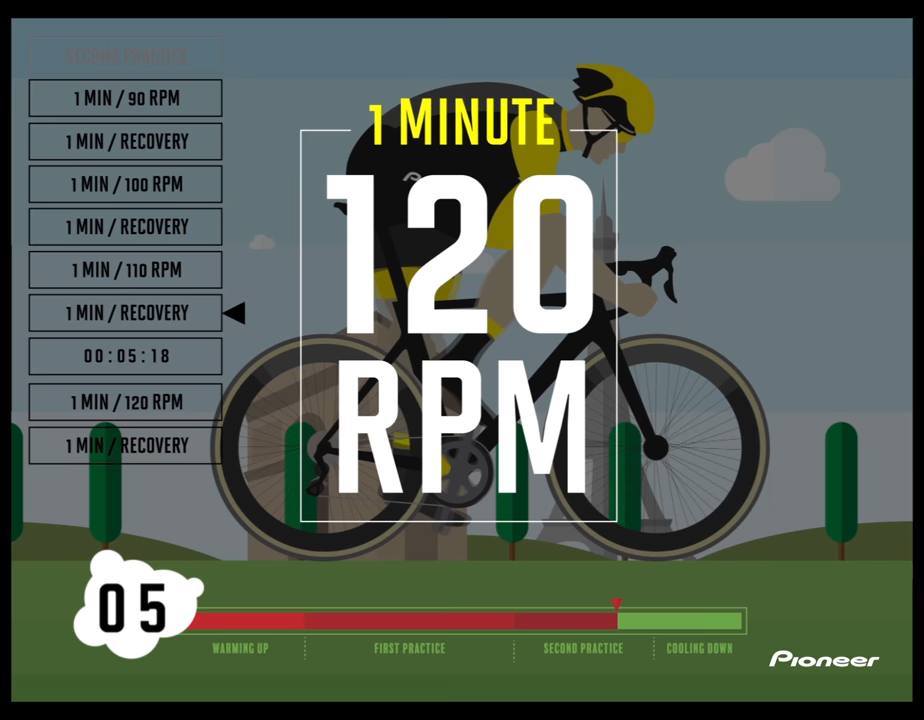 SECOND PRACTICE
1 MIN / 90 RPM
1 MIN / RECOVERY
1 MIN / 100 RPM
1 MIN / RECOVERY
1 MIN / 110 RPM
1 MIN / RECOVERY
00:05:18
1 MIN / 120 RPM
1 MIN / RECOVERY
1 MINUTE
120
RPM
05
WARMING UP
FIRST PRACTICE
SECOND PRACTICE
COOLING DOWN
Pioneer